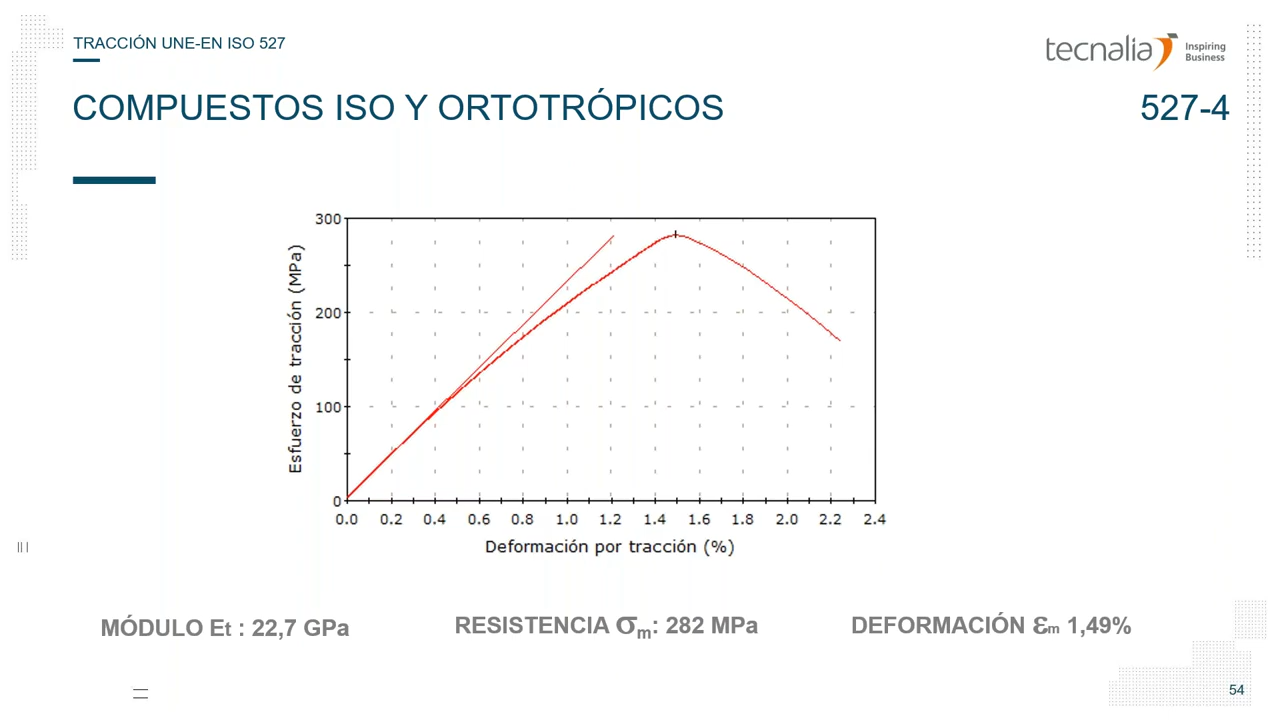 TRACCIÓN UNE-EN ISO 527
tecnalia Inspiring Business
COMPUESTOS ISO Y ORTOTRÓPICOS 527-4
300
200
100
0
Esfuerzo de tracción (MPa)
0.0 0.2 0.4 0.6 0.8 1.0 1.2 1.4 1.6 1.8 2.0 2.2 2.4
Deformación por tracción (%)
MÓDULO Et : 22,7 GPa RESISTENCIA σm: 282 MPa DEFORMACIÓN εm 1,49%
54